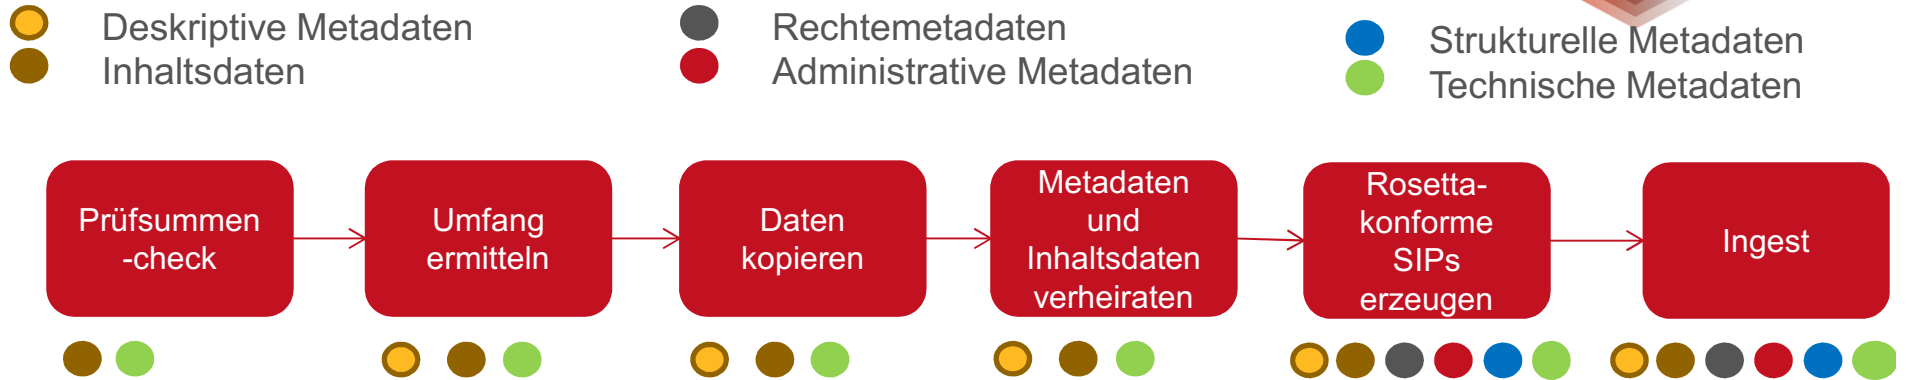 Deskriptive Metadaten
Inhaltsdaten
Rechtemetadaten
Administrative Metadaten
Strukturelle Metadaten
Technische Metadaten
Prüfsummen
-check
Umfang
ermitteln
Daten
kopieren
Metadaten
und
Inhaltsdaten
verheiraten
Rosetta-
konforme
SIPs
erzeugen
Ingest